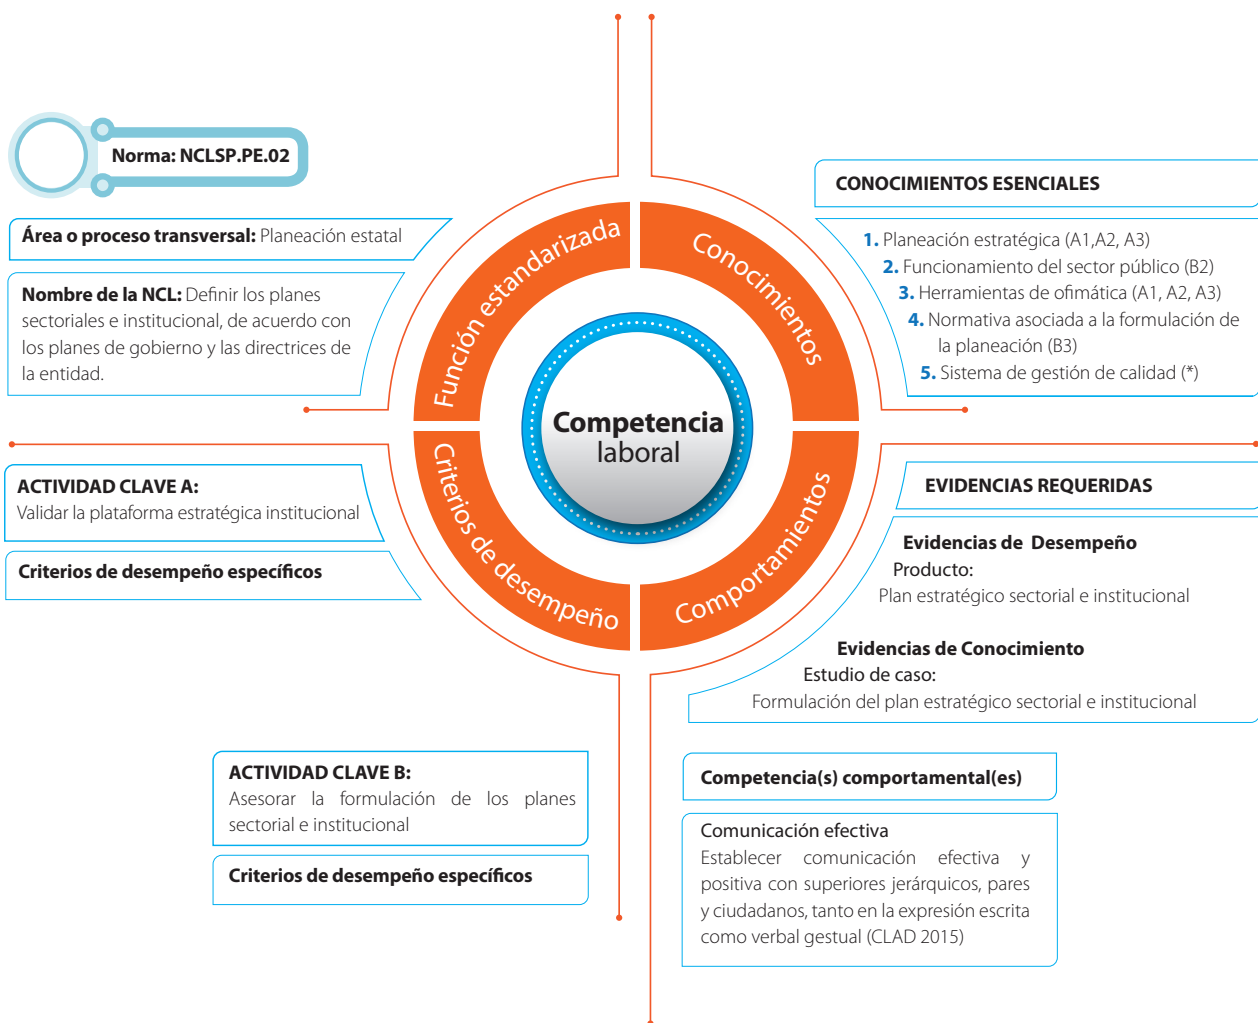 Norma: NCLSP.PE.02
Área o proceso transversal: Planeación estatal
Nombre de la NCL: Definir los planes
sectoriales e institucional, de acuerdo con
los planes de gobierno y las directrices de
la entidad.
Función estandarizada
Conocimientos
Competencia
laboral
Criterios de desempeño
Comportamientos
CONOCIMIENTOS ESENCIALES
1. Planeación estratégica (A1,A2, A3)
2. Funcionamiento del sector público (B2)
3. Herramientas de ofimática (A1, A2, A3)
4. Normativa asociada a la formulación de
la planeación (B3)
5. Sistema de gestión de calidad (*)
ACTIVIDAD CLAVE A:
Validar la plataforma estratégica institucional
Criterios de desempeño específicos
EVIDENCIAS REQUERIDAS
Evidencias de Desempeño
Producto:
Plan estratégico sectorial e institucional
Evidencias de Conocimiento
Estudio de caso:
Formulación del plan estratégico sectorial e institucional
ACTIVIDAD CLAVE B:
Asesorar la formulación de los planes
sectorial e institucional
Criterios de desempeño específicos
Competencia(s) comportamental(es)
Comunicación efectiva
Establecer comunicación efectiva y
positiva con superiores jerárquicos, pares
y ciudadanos, tanto en la expresión escrita
como verbal gestual (CLAD 2015)